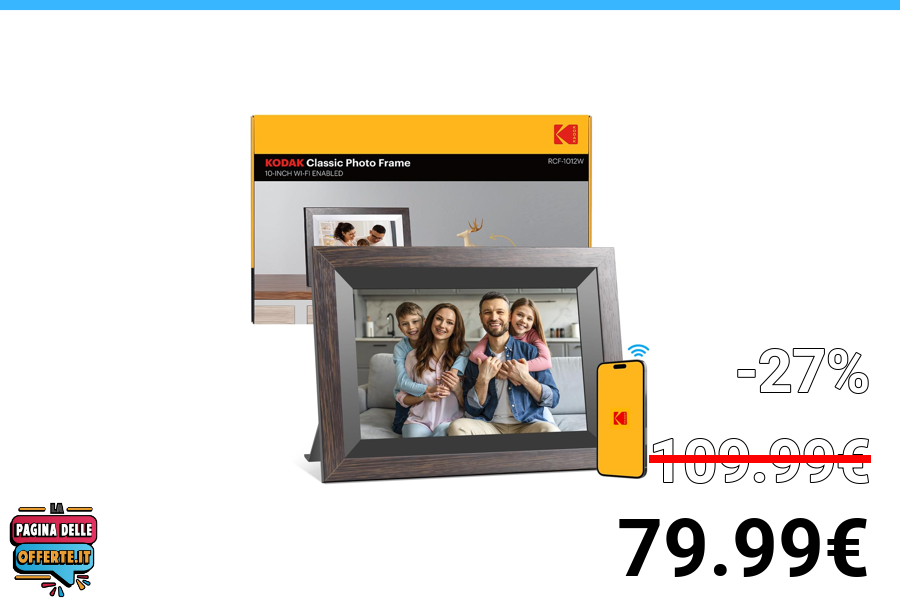 KODAK Classic Photo Frame
10-INCH WI-FI ENABLED
RCF-1012W
-27%
109.99€
79.99€
LA
PAGINA DELLE
OFFERTE.IT